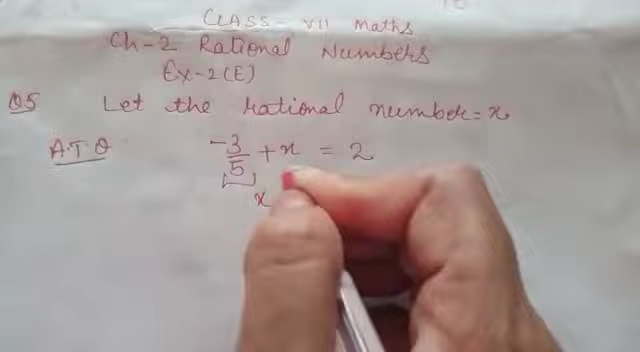 CLASS - VII Maths
Ch-2 Rational Numbers
Ex-2(E)
Q5 Let the rational number = x
A.T.Q -3/5 + x = 2
x